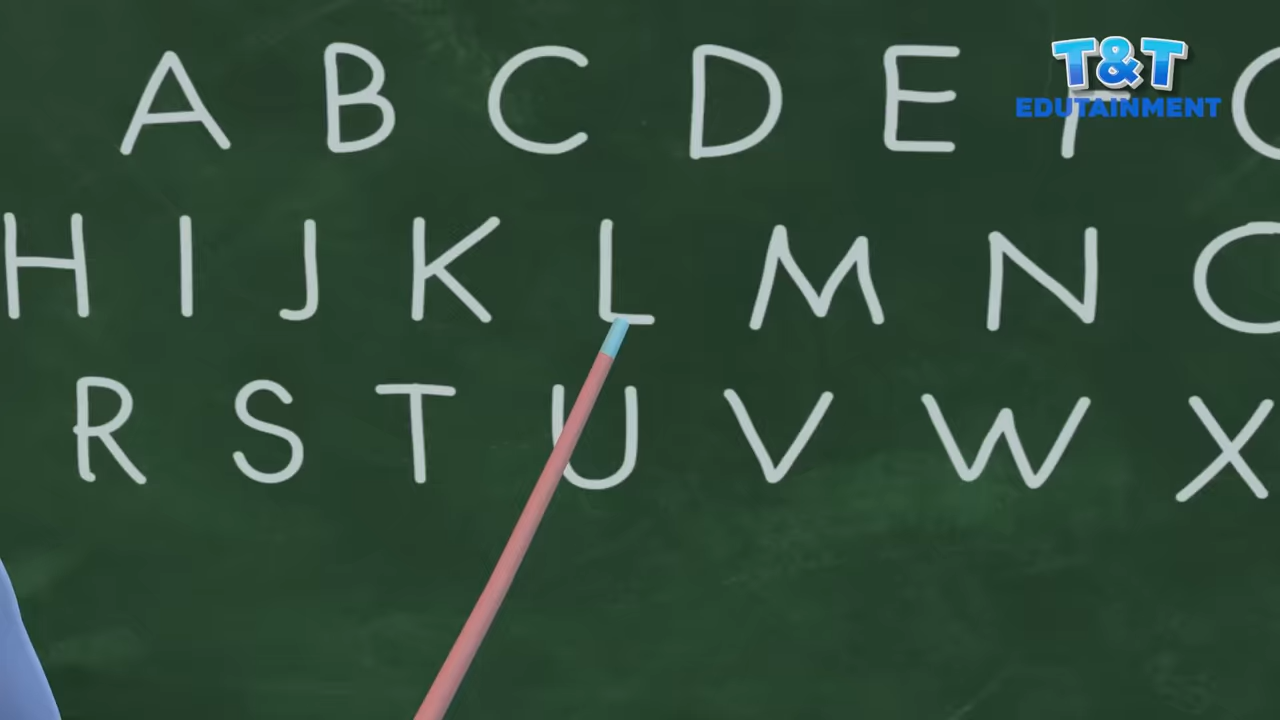 A B C D E F
T&T
EDUTAINMENT
H I J K L M N
R S T U V W X